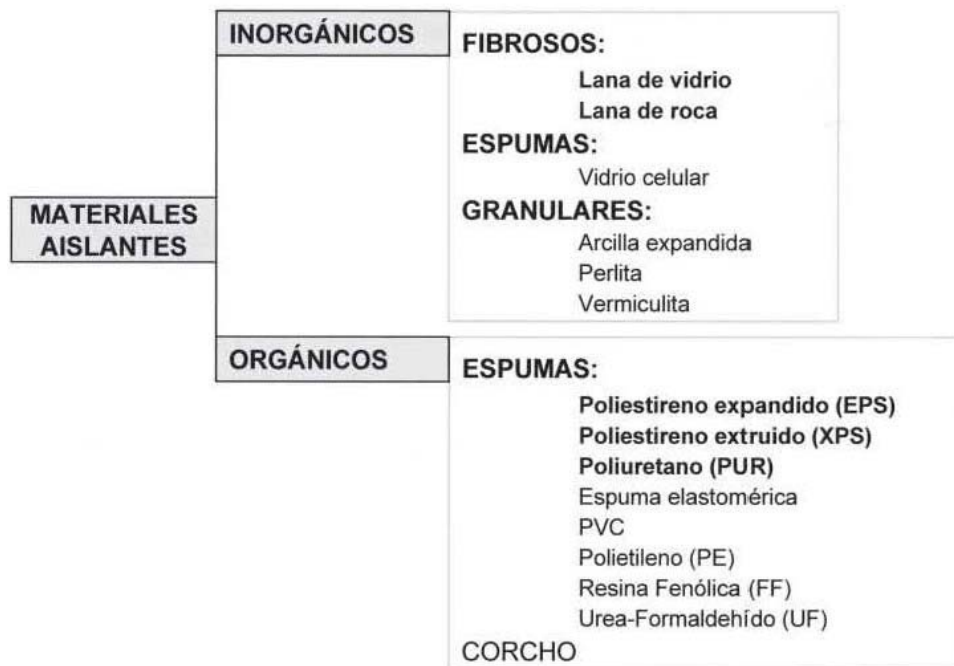 MATERIALES
AISLANTES
INORGÁNICOS
FIBROSOS:
Lana de vidrio
Lana de roca
ESPUMAS:
Vidrio celular
GRANULARES:
Arcilla expandida
Perlita
Vermiculita
ORGÁNICOS
ESPUMAS:
Poliestireno expandido (EPS)
Poliestireno extruido (XPS)
Poliuretano (PUR)
Espuma elastomérica
PVC
Polietileno (PE)
Resina Fenólica (FF)
Urea-Formaldehído (UF)
CORCHO